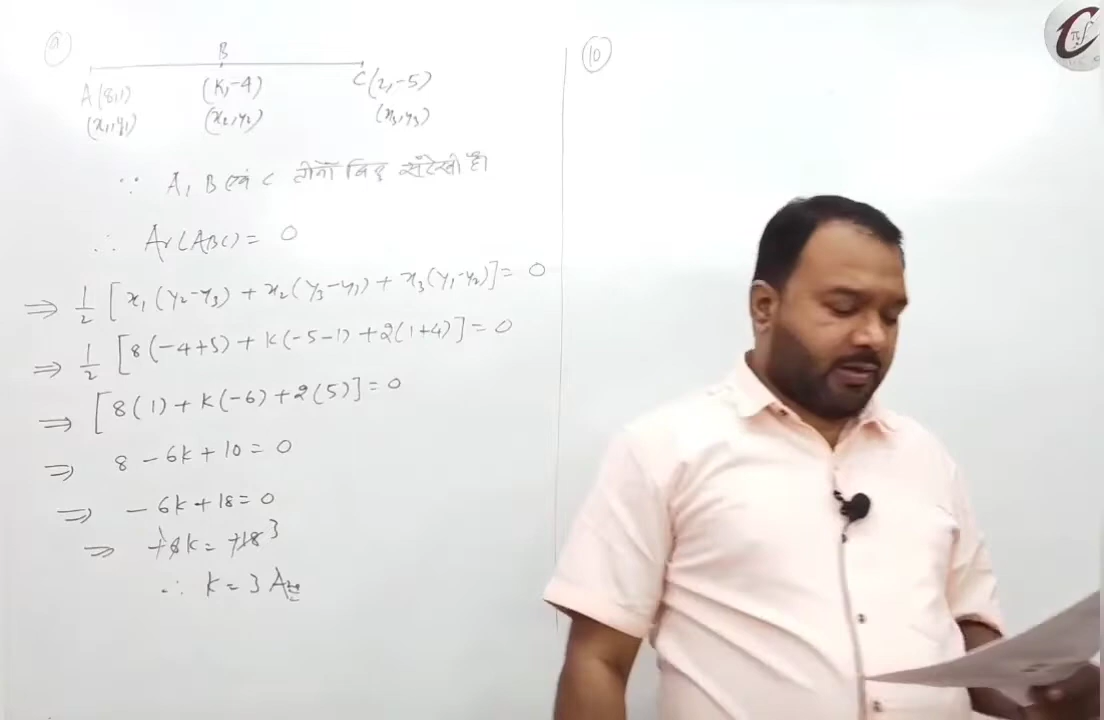 9
B
A(8,1) (k,-4) C(2,-5)
(x₁,y₁) (x₂,y₂) (x₃,y₃)
∵ A, B एवं C तीनों बिंदु संरेखी है।
∴ Ar(ABC) = 0
⇒ 1/2 [x₁(y₂-y₃) + x₂(y₃-y₁) + x₃(y₁-y₂)] = 0
⇒ 1/2 [8(-4+5) + k(-5-1) + 2(1+4)] = 0
⇒ [8(1) + k(-6) + 2(5)] = 0
⇒ 8 - 6k + 10 = 0
⇒ - 6k + 18 = 0
⇒ +6k = +18 3
∴ k = 3 Ans
10